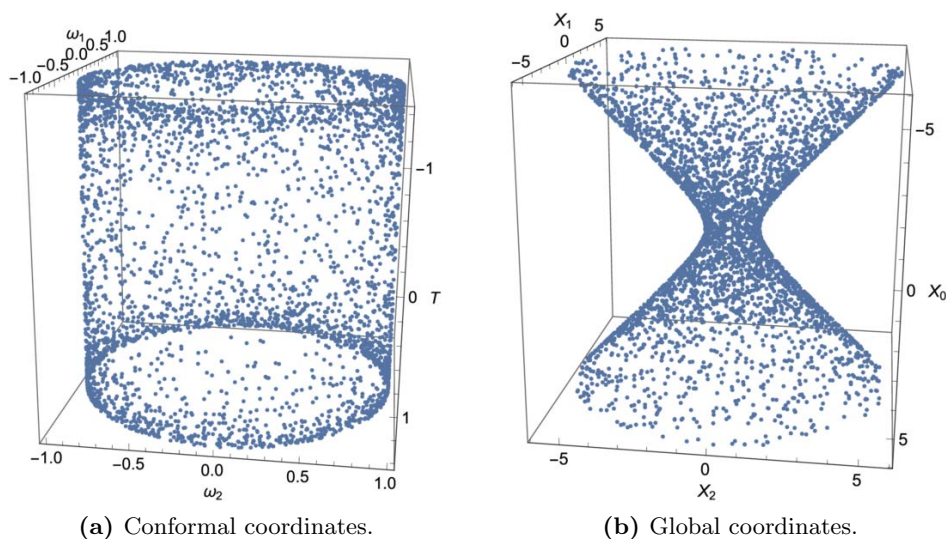 ω₁
-1.0 -0.5 0.0 0.5 1.0
-1
0 T
1
-1.0 -0.5 0.0 0.5 1.0
ω₂
X₁
-5 0 5
-5
0 X₀
5
-5 0 5
X₂
(a) Conformal coordinates.
(b) Global coordinates.